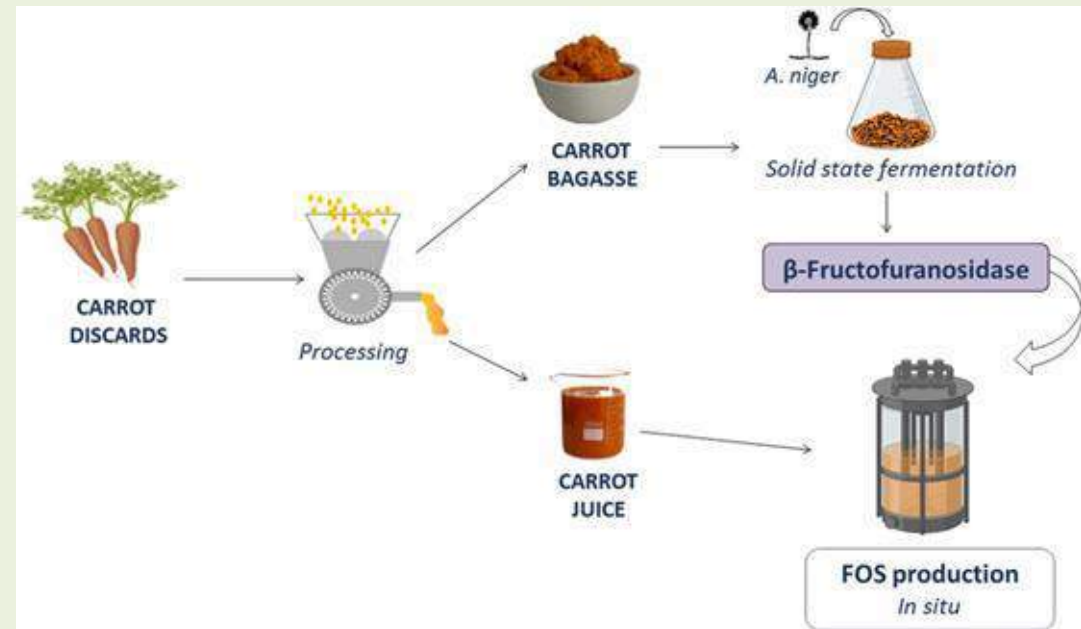 A. niger
CARROT
BAGASSE
Solid state fermentation
β-Fructofuranosidase
CARROT
DISCARDS
Processing
CARROT
JUICE
FOS production
In situ